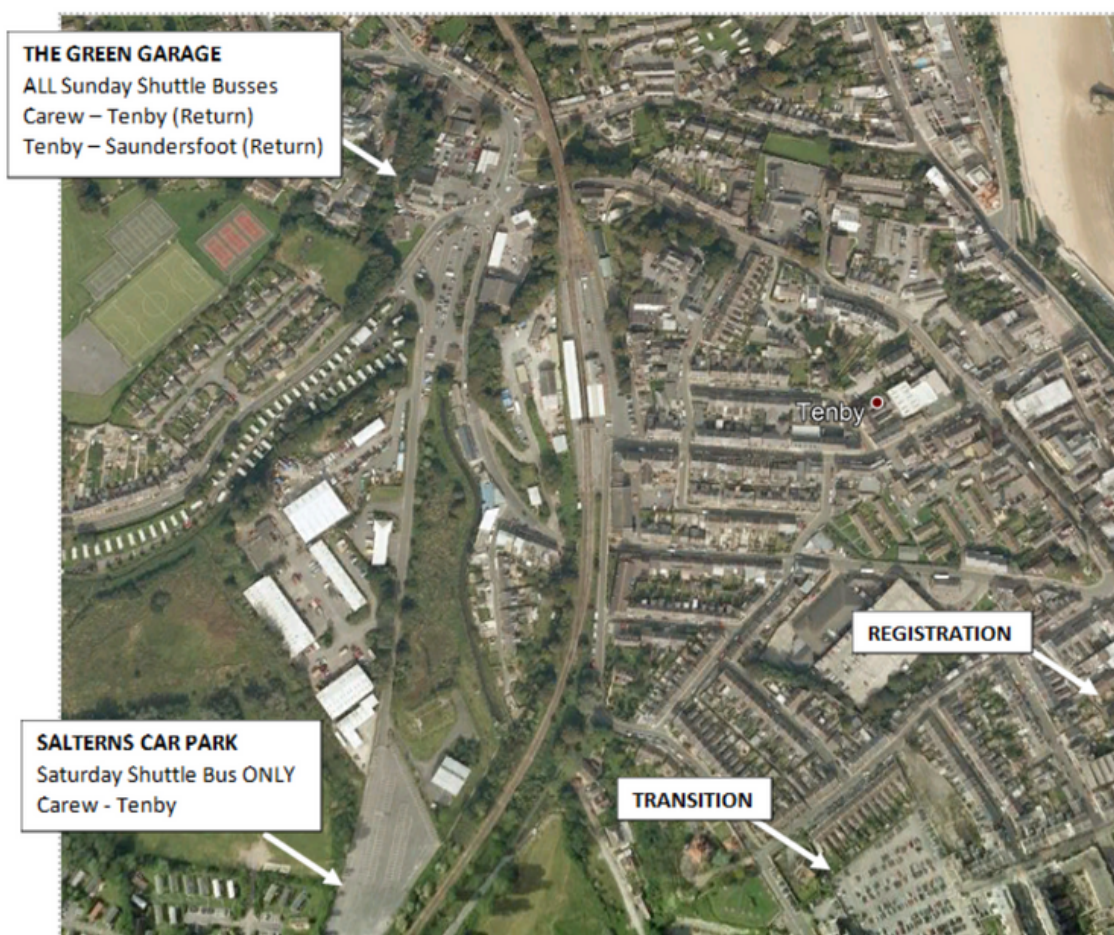 THE GREEN GARAGE
ALL Sunday Shuttle Busses
Carew – Tenby (Return)
Tenby – Saundersfoot (Return)
Tenby
REGISTRATION
SALTERNS CAR PARK
Saturday Shuttle Bus ONLY
Carew - Tenby
TRANSITION